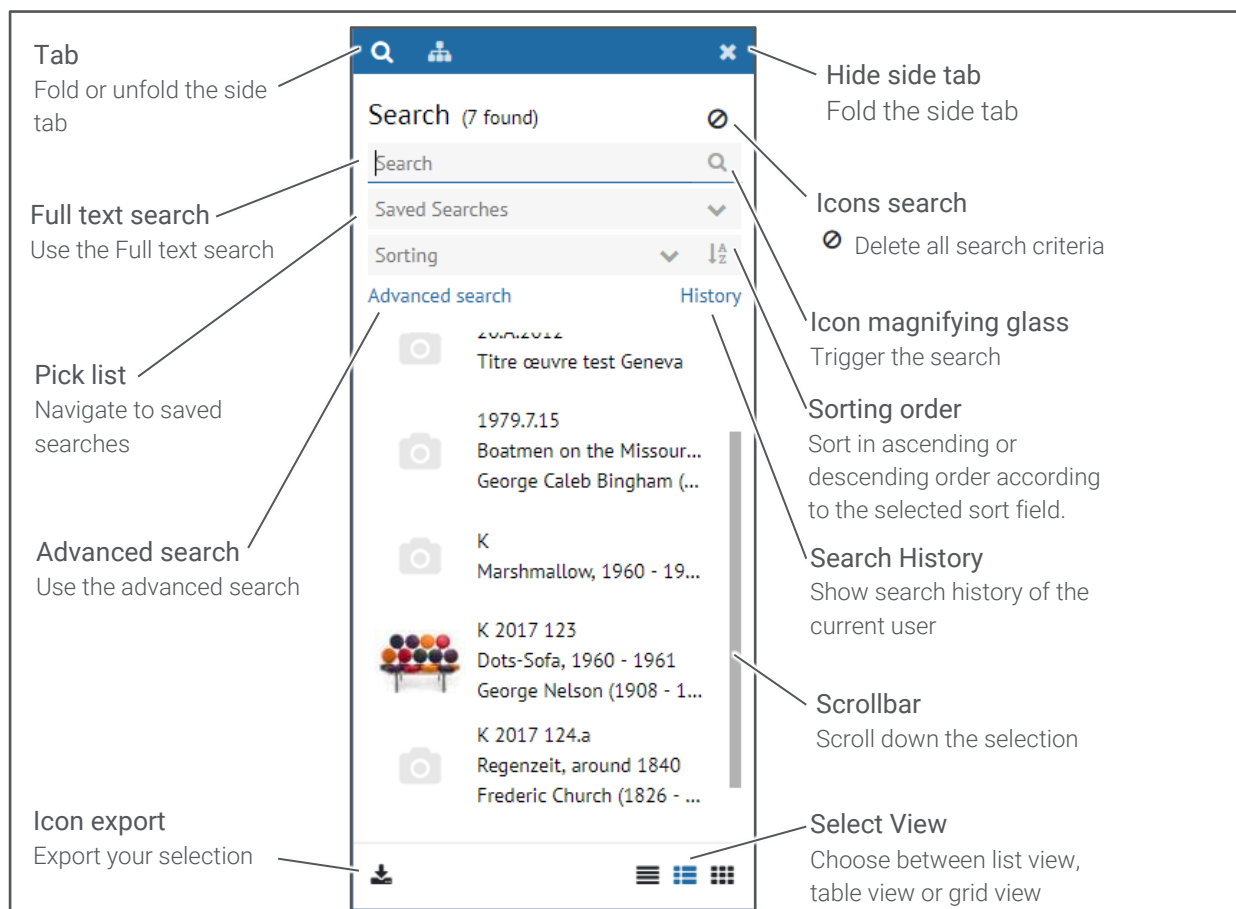 Tab
Fold or unfold the side
tab
Full text search
Use the Full text search
Pick list
Navigate to saved
searches
Advanced search
Use the advanced search
Icon export
Export your selection
Search (7 found)
Search
Saved Searches
Sorting
Advanced search History
20.A.2012
Titre œuvre test Geneva
1979.7.15
Boatmen on the Missour...
George Caleb Bingham (...
K
Marshmallow, 1960 - 19...
K 2017 123
Dots-Sofa, 1960 - 1961
George Nelson (1908 - 1...
K 2017 124.a
Regenzeit, around 1840
Frederic Church (1826 - ...
Hide side tab
Fold the side tab
Icons search
Delete all search criteria
Icon magnifying glass
Trigger the search
Sorting order
Sort in ascending or
descending order according
to the selected sort field.
Search History
Show search history of the
current user
Scrollbar
Scroll down the selection
Select View
Choose between list view,
table view or grid view